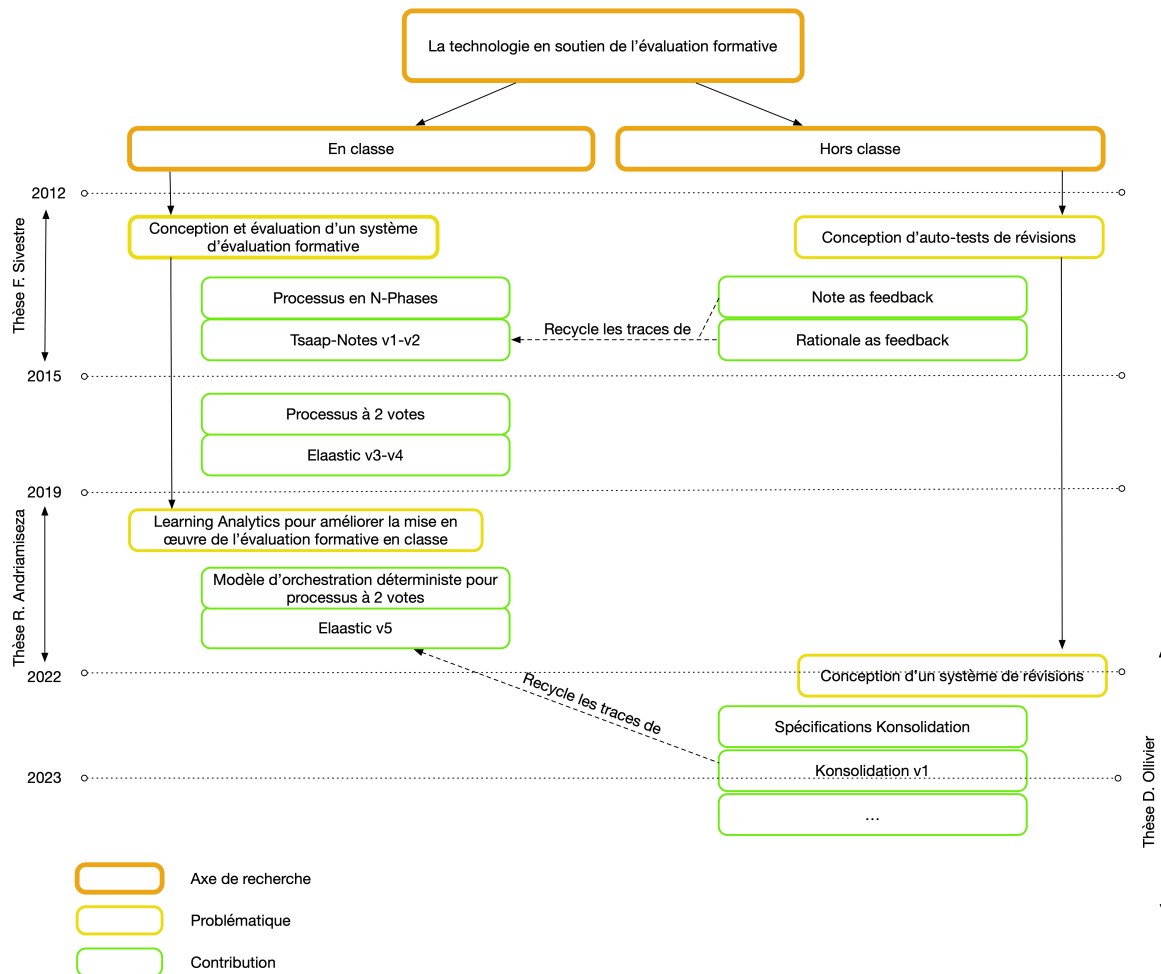 La technologie en soutien de l'évaluation formative
En classe
Hors classe
2012
Thèse F. Sivestre
Conception et évaluation d'un système
d'évaluation formative
Conception d'auto-tests de révisions
Processus en N-Phases
Note as feedback
Recycle les traces de
Tsaap-Notes v1-v2
Rationale as feedback
2015
Processus à 2 votes
Elaastic v3-v4
2019
Thèse R. Andriamiseza
Learning Analytics pour améliorer la mise en
œuvre de l'évaluation formative en classe
Modèle d'orchestration déterministe pour
processus à 2 votes
Elaastic v5
2022
Conception d'un système de révisions
Recycle les traces de
Spécifications Konsolidation
Konsolidation v1
2023
...
Thèse D. Ollivier
Axe de recherche
Problématique
Contribution